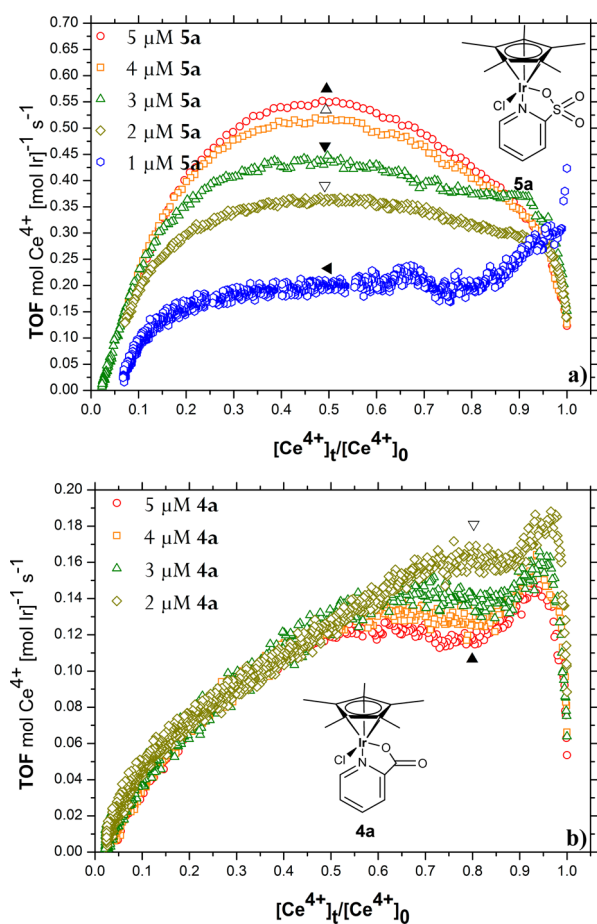 0.70
0.65
0.60
0.55
0.50
0.45
0.40
0.35
0.30
0.25
0.20
0.15
0.10
0.05
0.00
TOF mol Ce4+ [mol Ir]-1 s-1
5 µM 5a
4 µM 5a
3 µM 5a
2 µM 5a
1 µM 5a
Ir
Cl
O
N
S
O
O
5a
a)
0.0 0.1 0.2 0.3 0.4 0.5 0.6 0.7 0.8 0.9 1.0
[Ce4+]t/[Ce4+]0
0.20
0.18
0.16
0.14
0.12
0.10
0.08
0.06
0.04
0.02
0.00
TOF mol Ce4+ [mol Ir]-1 s-1
5 µM 4a
4 µM 4a
3 µM 4a
2 µM 4a
Ir
Cl
O
N
O
4a
b)
0.0 0.1 0.2 0.3 0.4 0.5 0.6 0.7 0.8 0.9 1.0
[Ce4+]t/[Ce4+]0